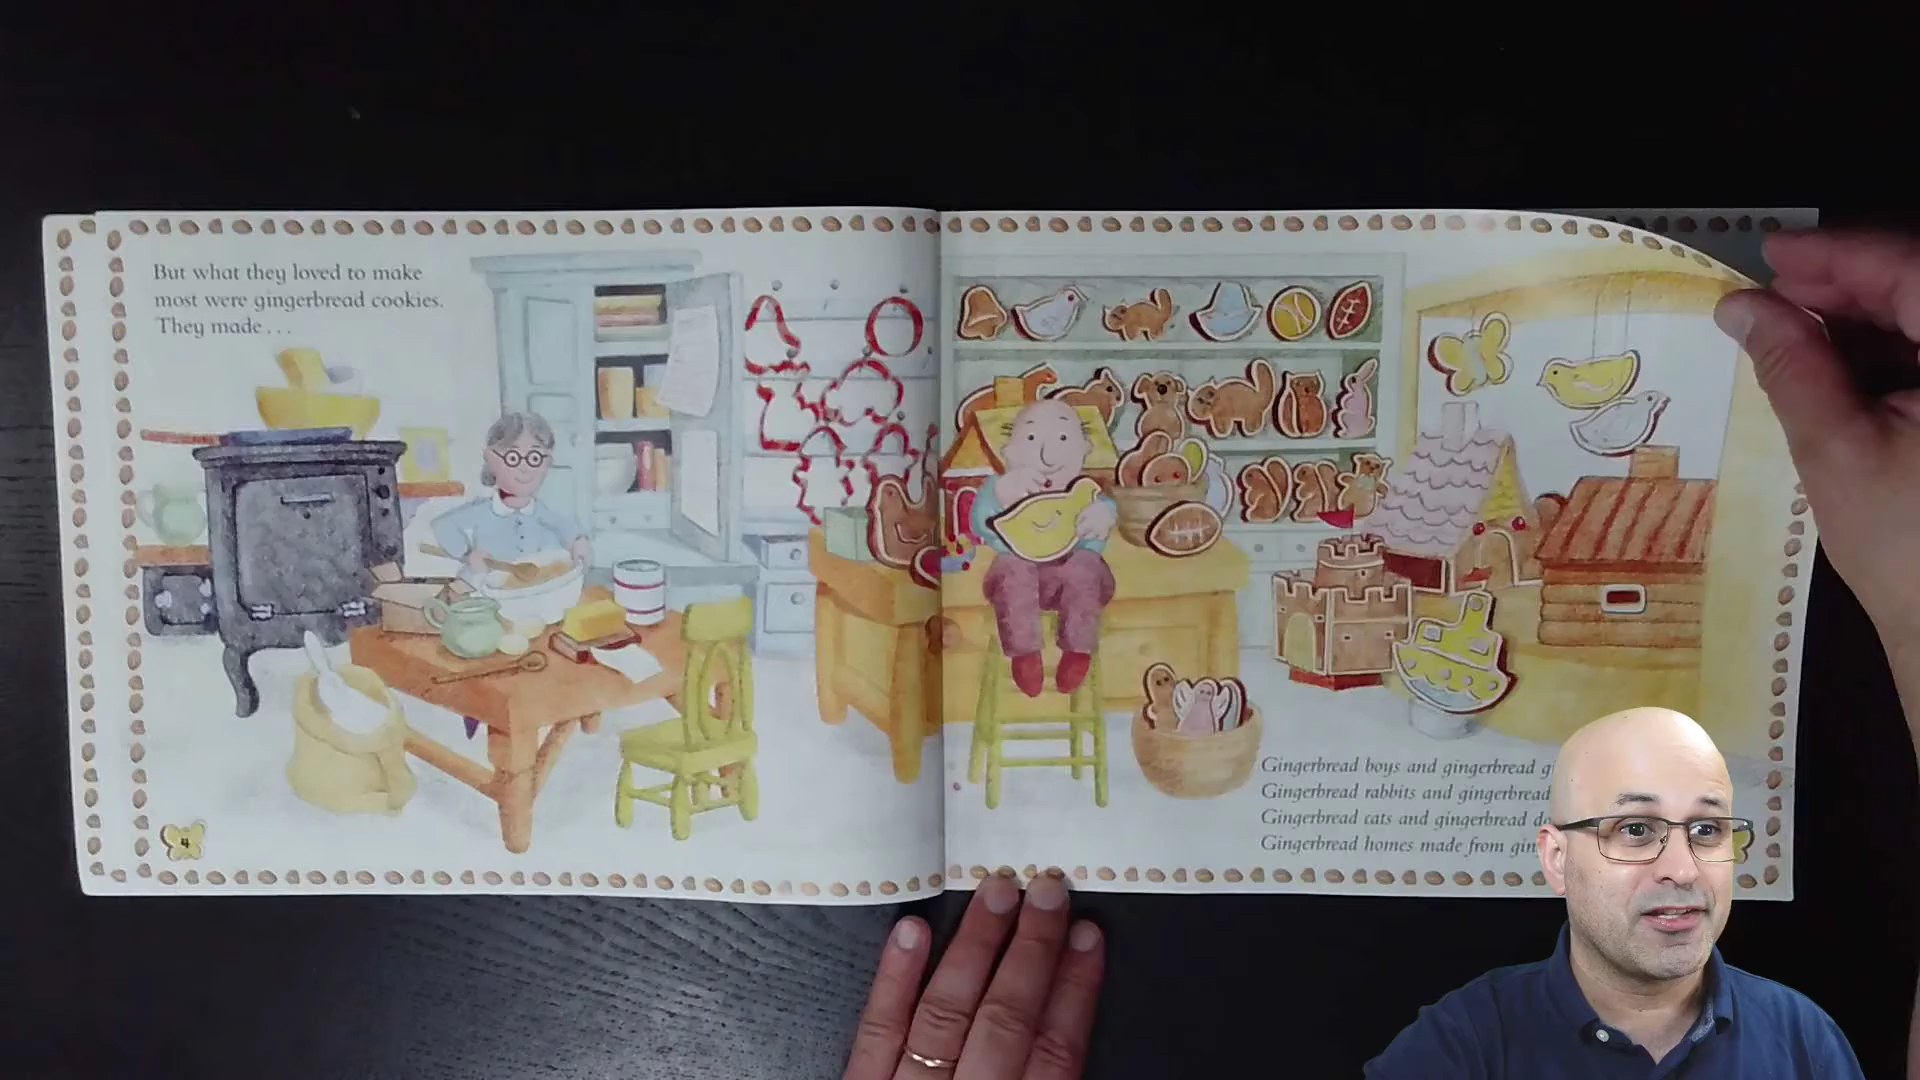 But what they loved to make
most were gingerbread cookies.
They made . . .
4
Gingerbread boys and gingerbread
Gingerbread rabbits and gingerbread
Gingerbread cats and gingerbread
Gingerbread homes made from